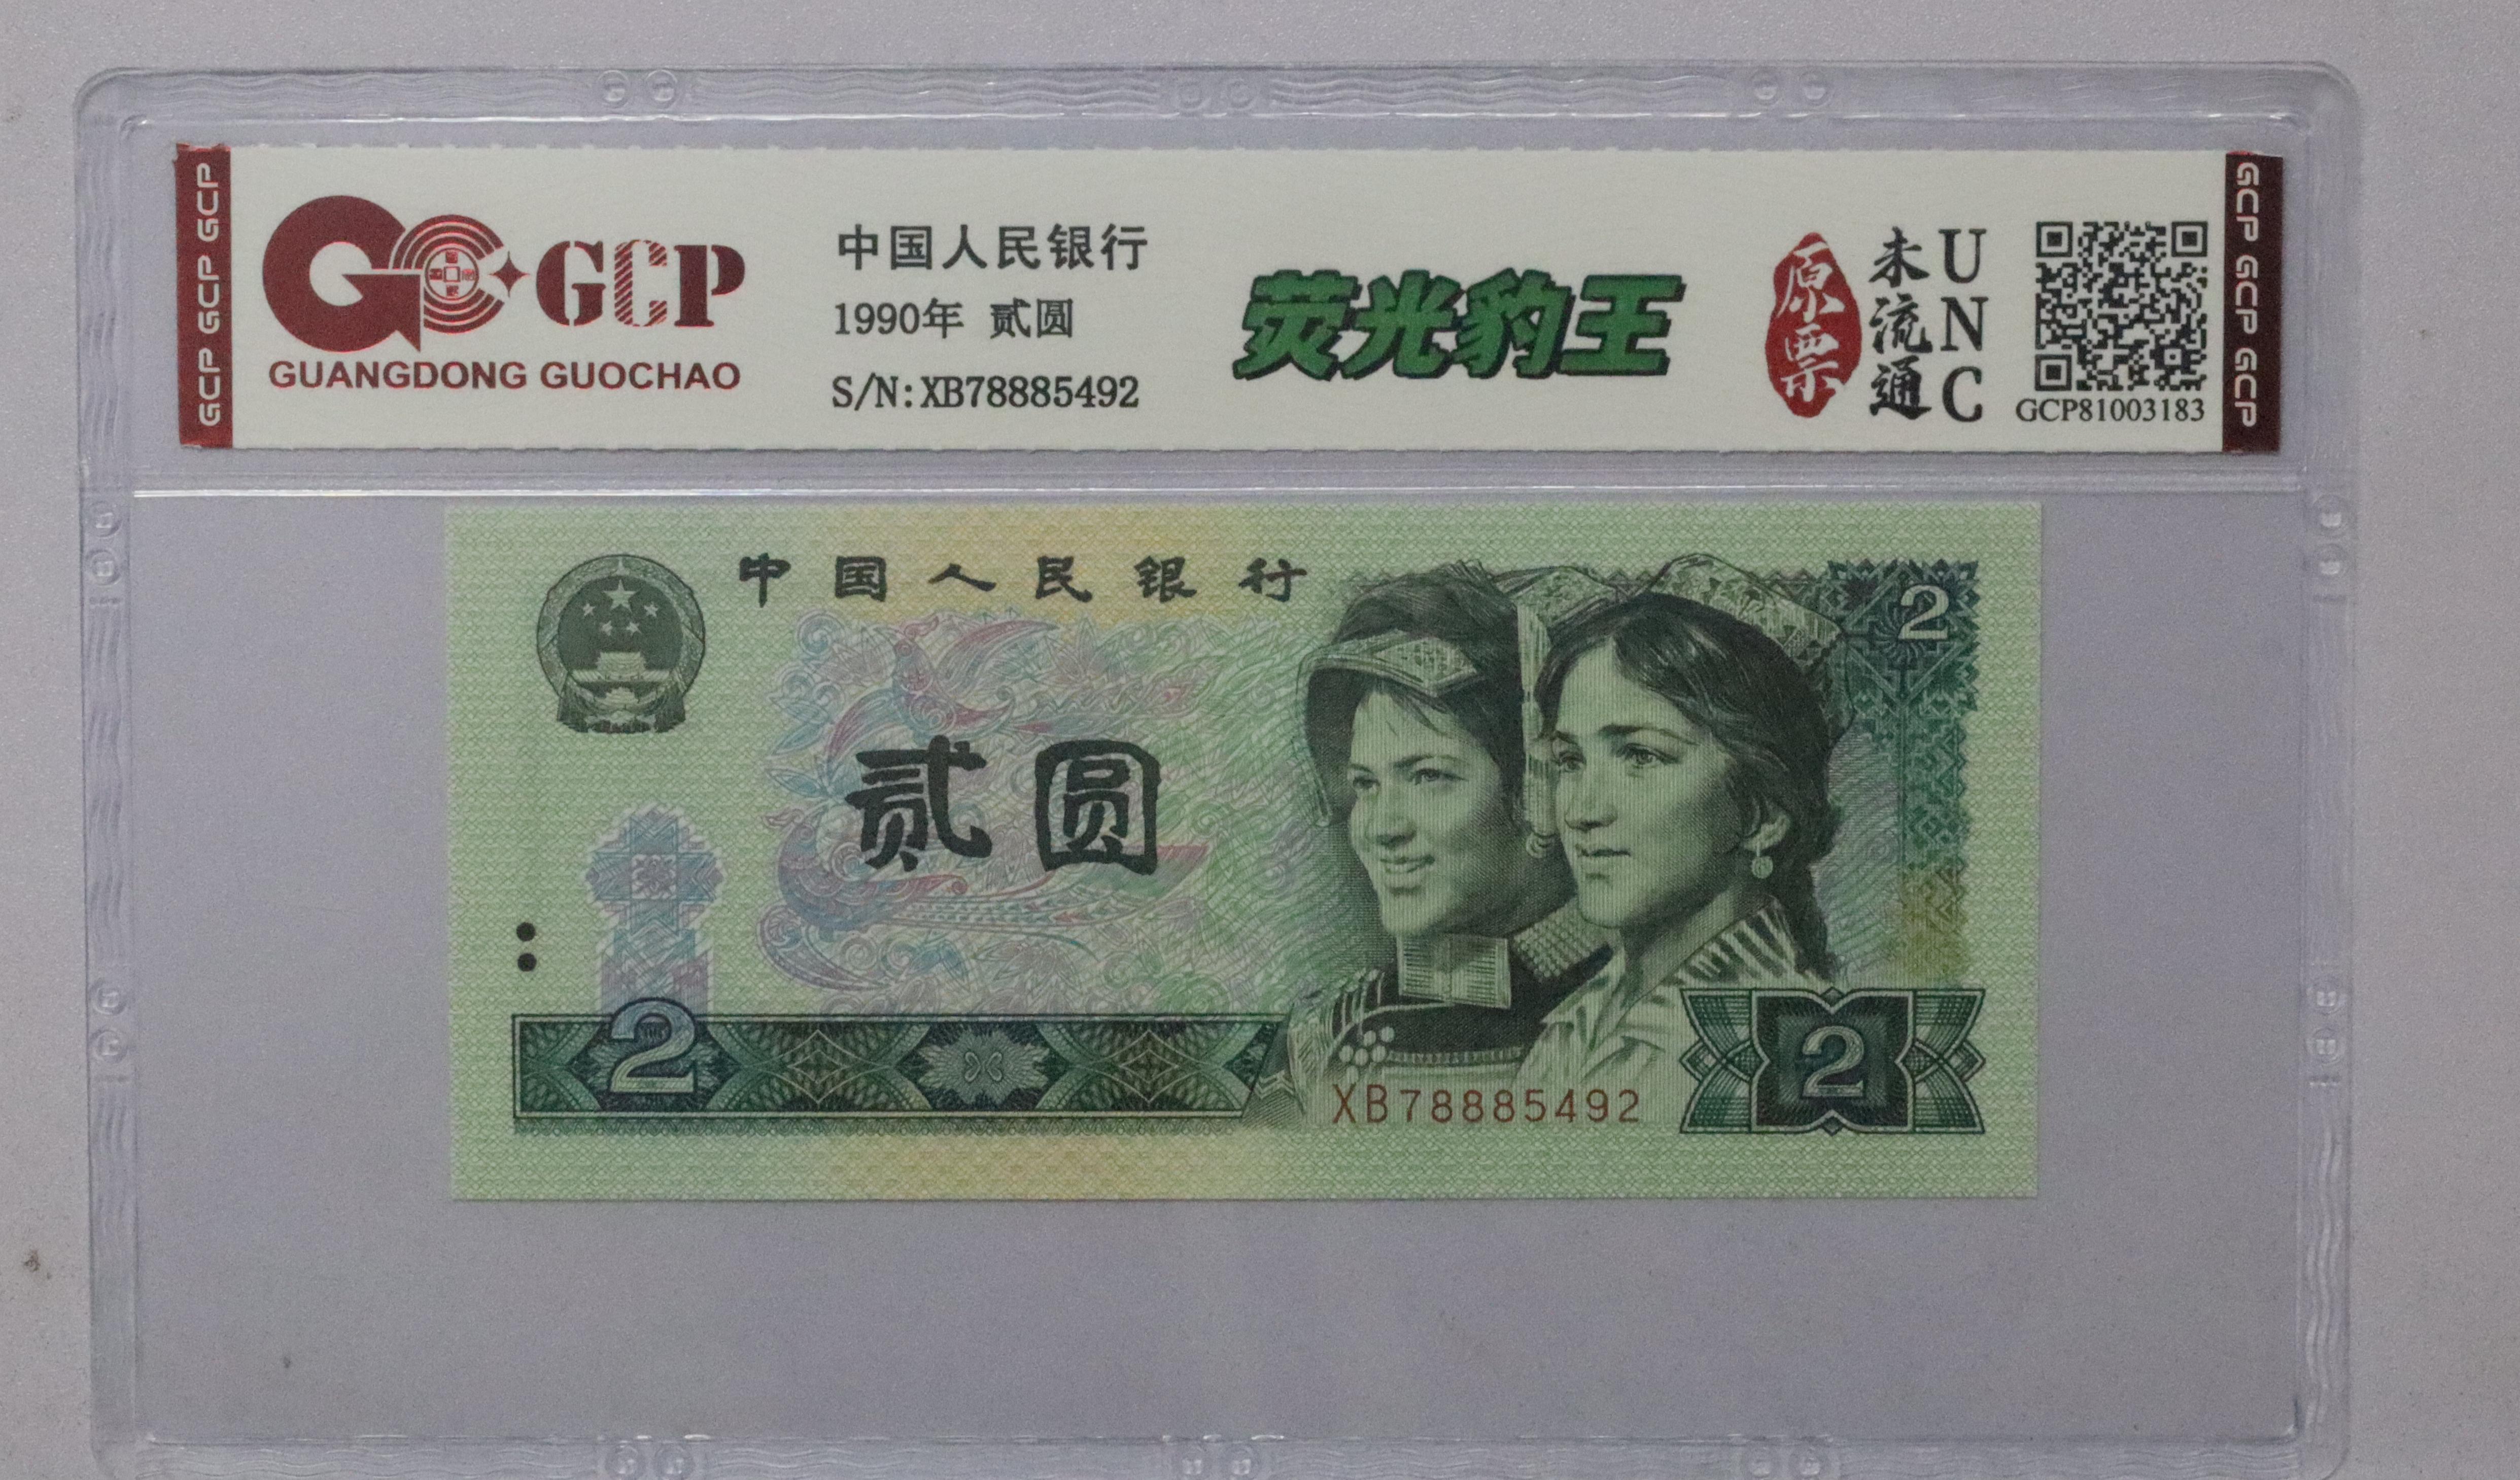 GCP GCP GCP
GCP
GUANGDONG GUOCHAO
中国人民银行
1990年 贰圆
S/N:XB78885492
荧光豹王
原票
未流通
UNC
GCP81003183
GCP GCP GCP
中国人民银行
2
贰圆
2
XB78885492
2